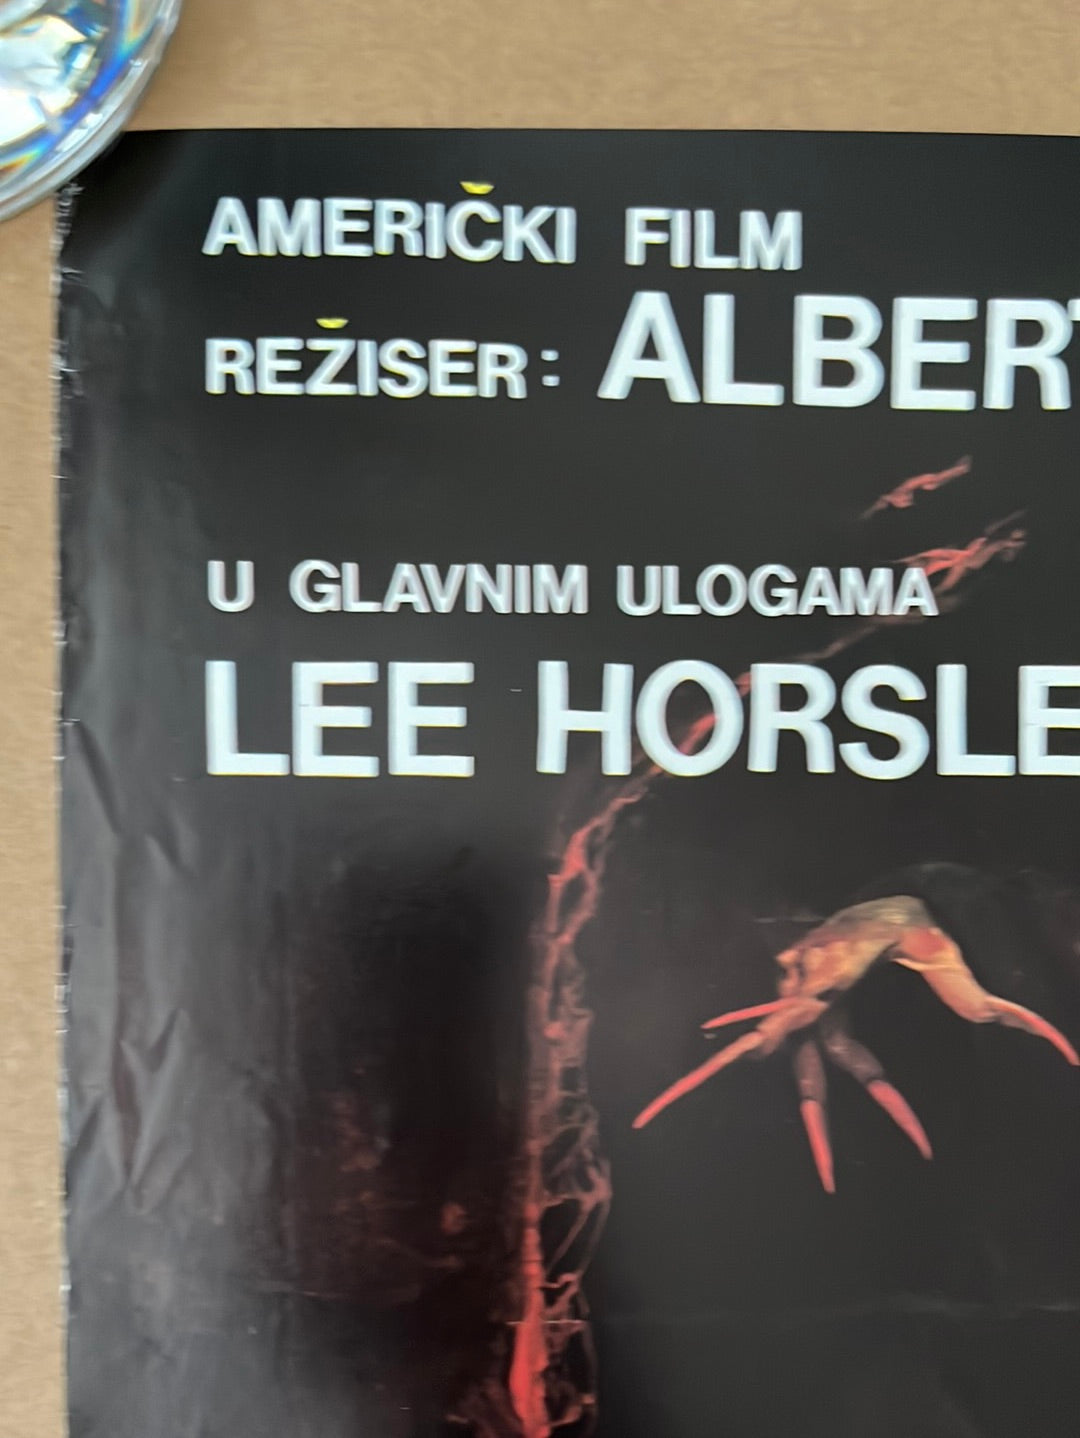 AMERIČKI FILM
REŽISER: ALBERT
U GLAVNIM ULOGAMA
LEE HORSLE